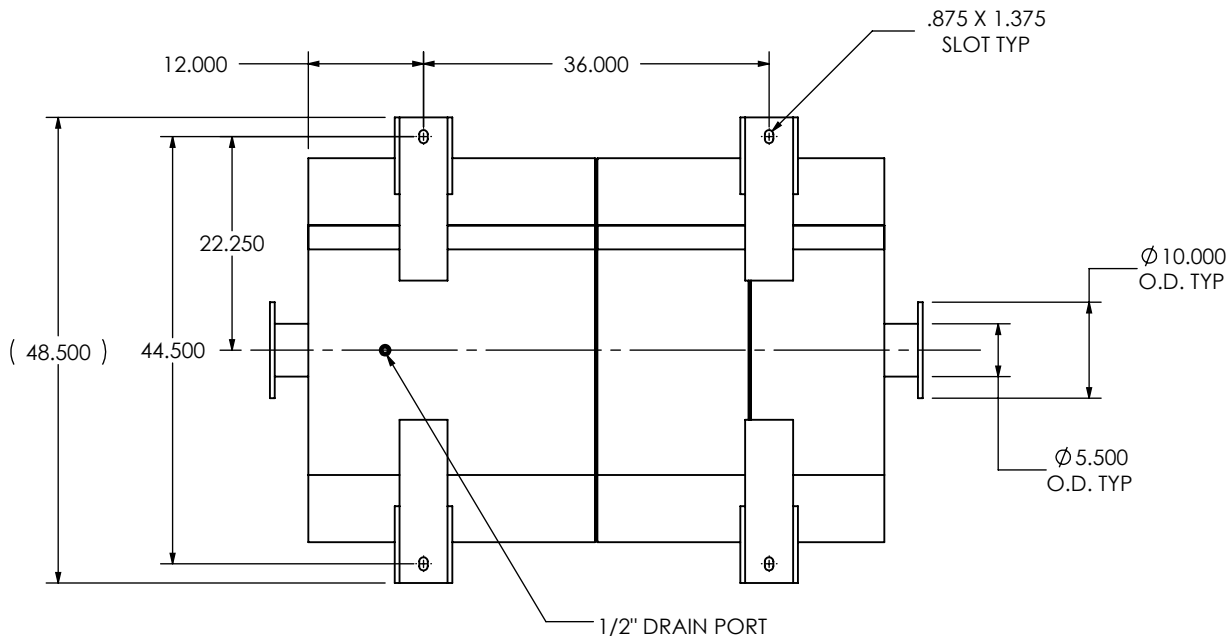 .875 X 1.375
SLOT TYP
12.000
36.000
22.250
Ø 10.000
O.D. TYP
( 48.500 )
44.500
Ø 5.500
O.D. TYP
1/2" DRAIN PORT